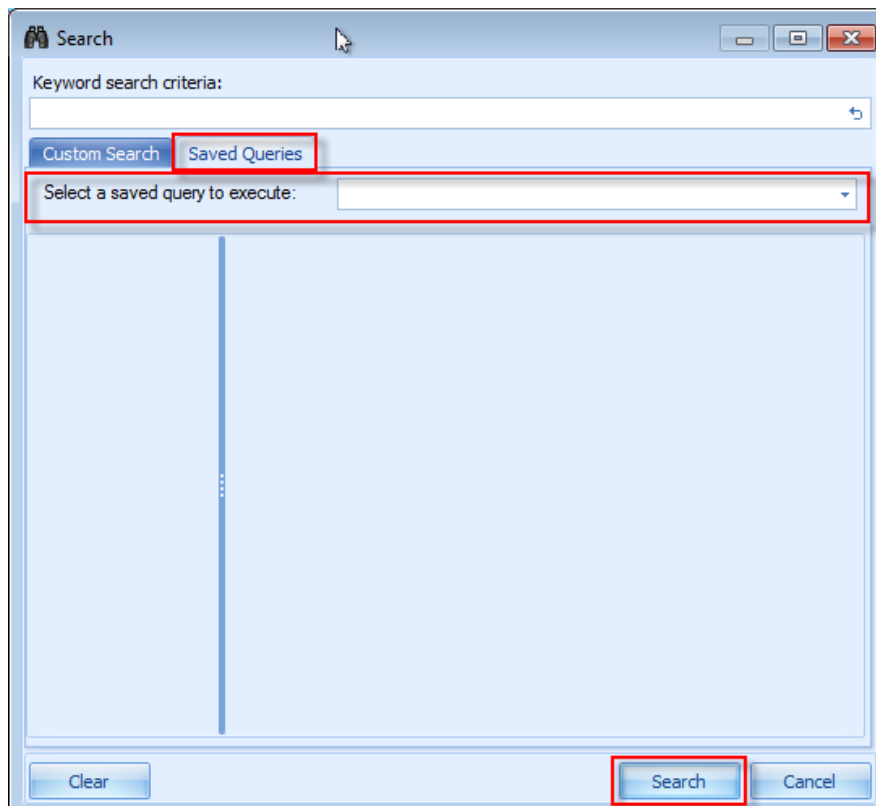 Search
Keyword search criteria:
Custom Search Saved Queries
Select a saved query to execute:
Clear Search Cancel